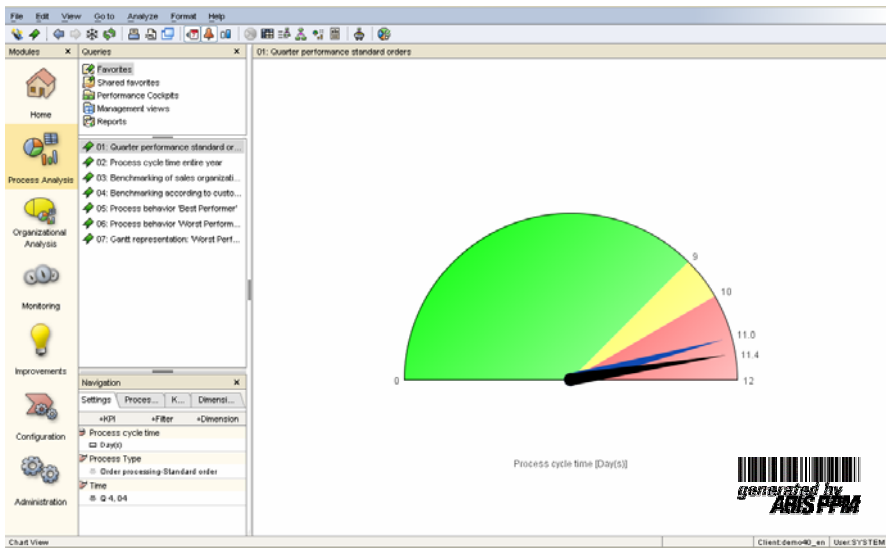 File Edit View Go to Analyze Format Help
Modules × Queries × 01: Quarter performance standard orders
Home
Process Analysis
Organizational
Analysis
Monitoring
Improvements
Configuration
Administration
Favorites
Shared favorites
Performance Cockpits
Management views
Reports
01: Quarter performance standard or...
02: Process cycle time entire year
03: Benchmarking of sales organizati...
04: Benchmarking according to custo...
05: Process behavior 'Best Performer'
06: Process behavior 'Worst Perform...
07: Gantt representation: 'Worst Perf...
Navigation ×
Settings Proces... K... Dimensi...
+KPI +Filter +Dimension
Process cycle time
Day(s)
Process Type
Order processing-Standard order
Time
Q 4, 04
0
9
10
11.0
11,4
12
Process cycle time [Day(s)]
generated by
ARIS PPM
Chart View Client:demo40_en User:SYSTEM